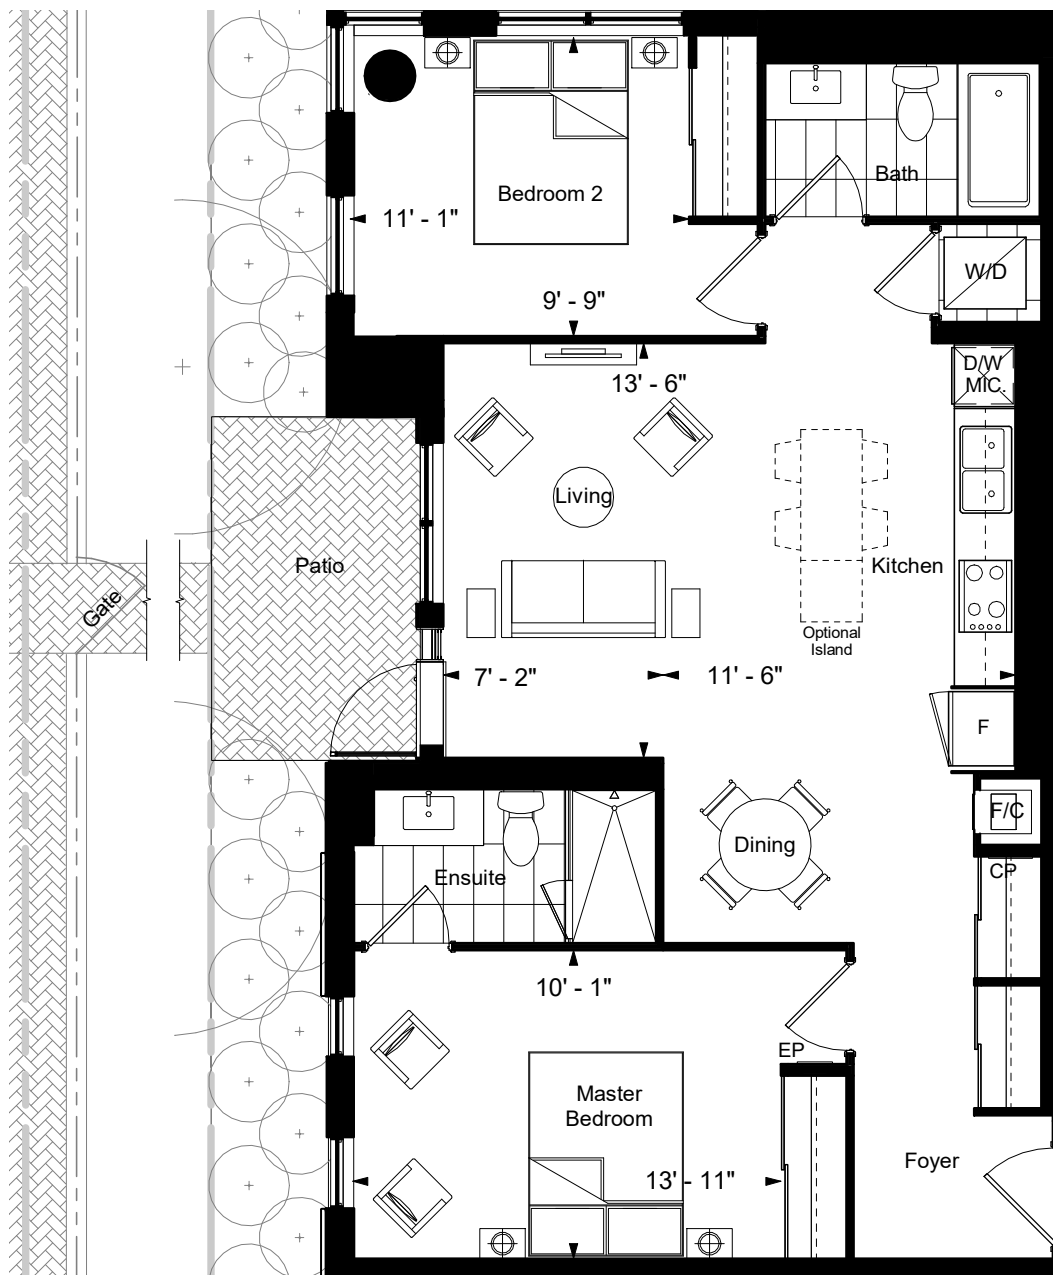 Bath
Bedroom 2
11' - 1"
W/D
9' - 9"
D/W
MIC.
13' - 6"
Living
Patio
Kitchen
Gate
Optional
Island
7' - 2"
11' - 6"
F
F/C
Dining
CP
Ensuite
10' - 1"
EP
Master
Bedroom
Foyer
13' - 11"